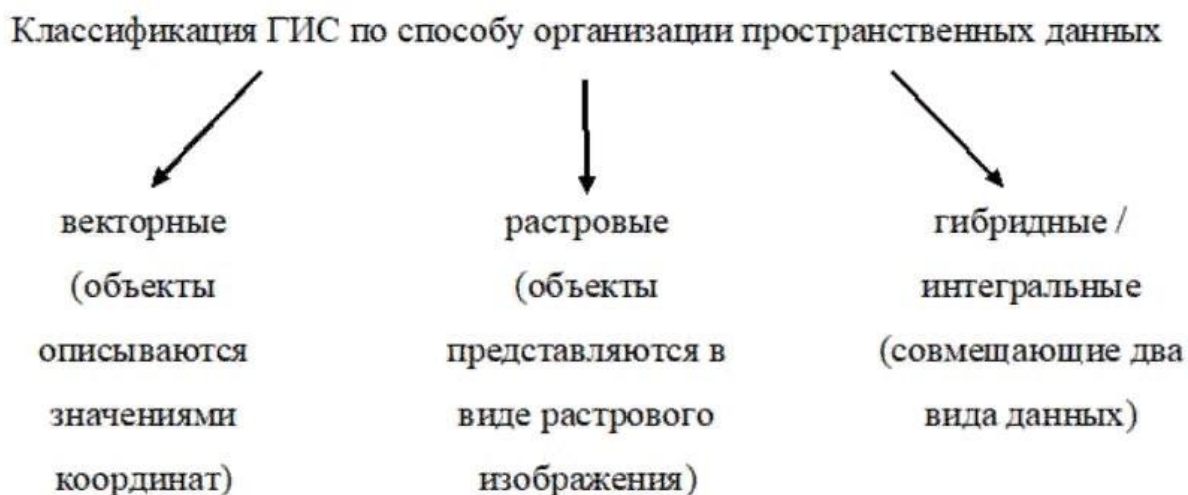 Классификация ГИС по способу организации пространственных данных
векторные
(объекты
описываются
значениями
координат)
растровые
(объекты
представляются в
виде растрового
изображения)
гибридные /
интегральные
(совмещающие два
вида данных)